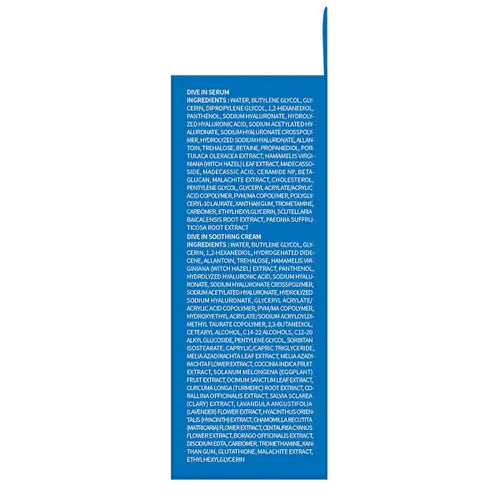 DIVE IN SERUM
INGREDIENTS : WATER, BUTYLENE GLYCOL, GLY-
CERIN, DIPROPYLENE GLYCOL, 1,2-HEXANEDIOL,
PANTHENOL, SODIUM HYALURONATE, HYDROLY-
ZED HYALURONIC ACID, SODIUM ACETYLATED HY-
ALURONATE, SODIUM HYALURONATE CROSSPOLY-
MER, HYDROLYZED SODIUM HYALURONATE, ALLAN-
TOIN, TREHALOSE, BETAINE, PROPANEDIOL, POR-
TULACA OLERACEA EXTRACT, HAMAMELIS VIRGI-
NIANA (WITCH HAZEL) LEAF EXTRACT, MADECASSO-
SIDE, MADECASSIC ACID, CERAMIDE NP, BETA-
GLUCAN, MALACHITE EXTRACT, CHOLESTEROL,
PENTYLENE GLYCOL, GLYCERYL ACRYLATE/ACRYLIC
ACID COPOLYMER, PVM/MA COPOLYMER, POLYGLY-
CERYL-10 LAURATE, XANTHAN GUM, TROMETAMINE,
CARBOMER, ETHYLHEXYLGLYCERIN, SCUTELLARIA
BAICALENSIS ROOT EXTRACT, PAEONIA SUFFRU-
TICOSA ROOT EXTRACT
DIVE IN SOOTHING CREAM
INGREDIENTS : WATER, BUTYLENE GLYCOL, GLY-
CERIN, 1,2-HEXANEDIOL, HYDROGENATED DIDE-
CENE, ALLANTOIN, TREHALOSE, HAMAMELIS VIR-
GINIANA (WITCH HAZEL) EXTRACT, PANTHENOL,
HYDROLYZED HYALURONIC ACID, SODIUM HYALU-
RONATE, SODIUM HYALURONATE CROSSPOLYMER,
SODIUM ACETYLATED HYALURONATE, HYDROLYZED
SODIUM HYALURONATE, GLYCERYL ACRYLATE/
ACRYLIC ACID COPOLYMER, PVM/MA COPOLYMER,
HYDROXYETHYL ACRYLATE/SODIUM ACRYLOYLDI-
METHYL TAURATE COPOLYMER, 2,3-BUTANEDIOL,
CETEARYL ALCOHOL, C14-22 ALCOHOLS, C12-20
ALKYL GLUCOSIDE, PENTYLENE GLYCOL, SORBITAN
ISOSTEARATE, CAPRYLIC/CAPRIC TRIGLYCERIDE,
MELIA AZADIRACHTA LEAF EXTRACT, MELIA AZADI-
RACHTA FLOWER EXTRACT, COCCINIA INDICA FRUIT
EXTRACT, SOLANUM MELONGENA (EGGPLANT)
FRUIT EXTRACT, OCIMUM SANCTUM LEAF EXTRACT,
CURCUMA LONGA (TURMERIC) ROOT EXTRACT, CO-
RALLINA OFFICINALIS EXTRACT, SALVIA SCLAREA
(CLARY) EXTRACT, LAVANDULA ANGUSTIFOLIA
(LAVENDER) FLOWER EXTRACT, HYACINTHUS ORIEN-
TALIS (HYACINTH) EXTRACT, CHAMOMILLA RECUTITA
(MATRICARIA) FLOWER EXTRACT, CENTAUREA CYANUS
FLOWER EXTRACT, BORAGO OFFICINALIS EXTRACT,
DISODIUM EDTA, CARBOMER, TROMETHAMINE, XAN-
THAN GUM, GLUTATHIONE, MALACHITE EXTRACT,
ETHYLHEXYLGLYCERIN